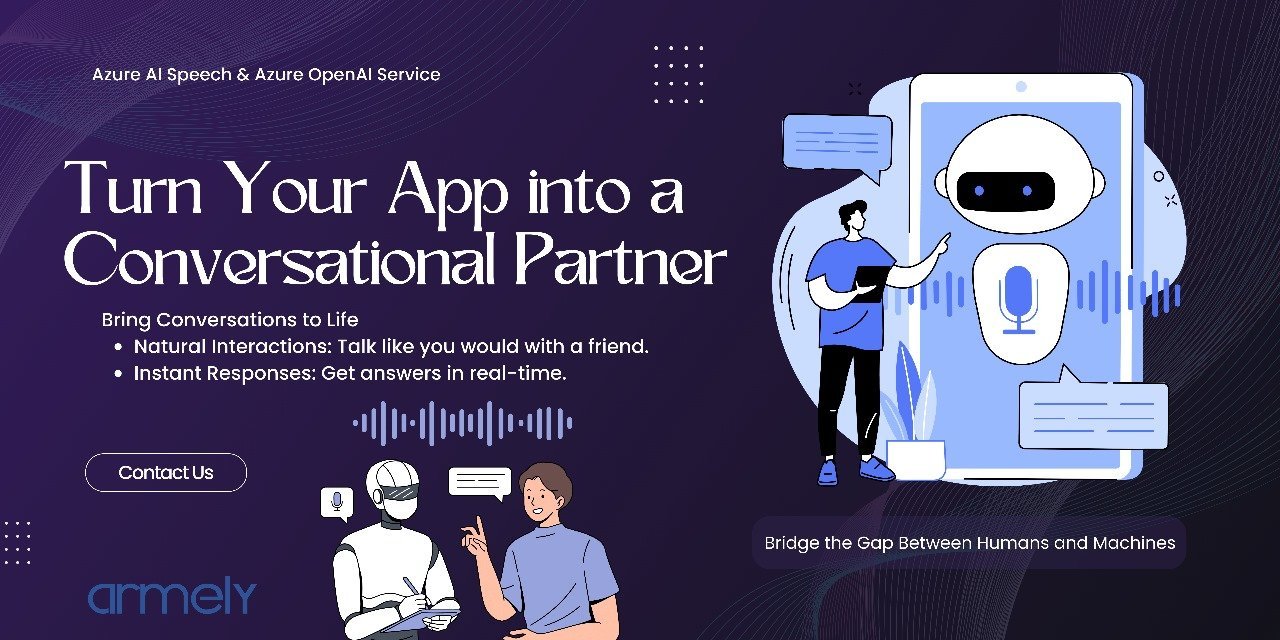 Azure AI Speech & Azure OpenAI Service
Turn Your App into a
Conversational Partner
Bring Conversations to Life
• Natural Interactions: Talk like you would with a friend.
• Instant Responses: Get answers in real-time.
Contact Us
armely
Bridge the Gap Between Humans and Machines